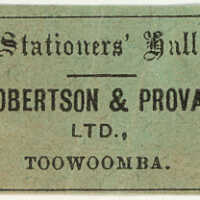 Stationers' Hall
OBERTSON & PROVA
LTD.,
TOOWOOMBA.